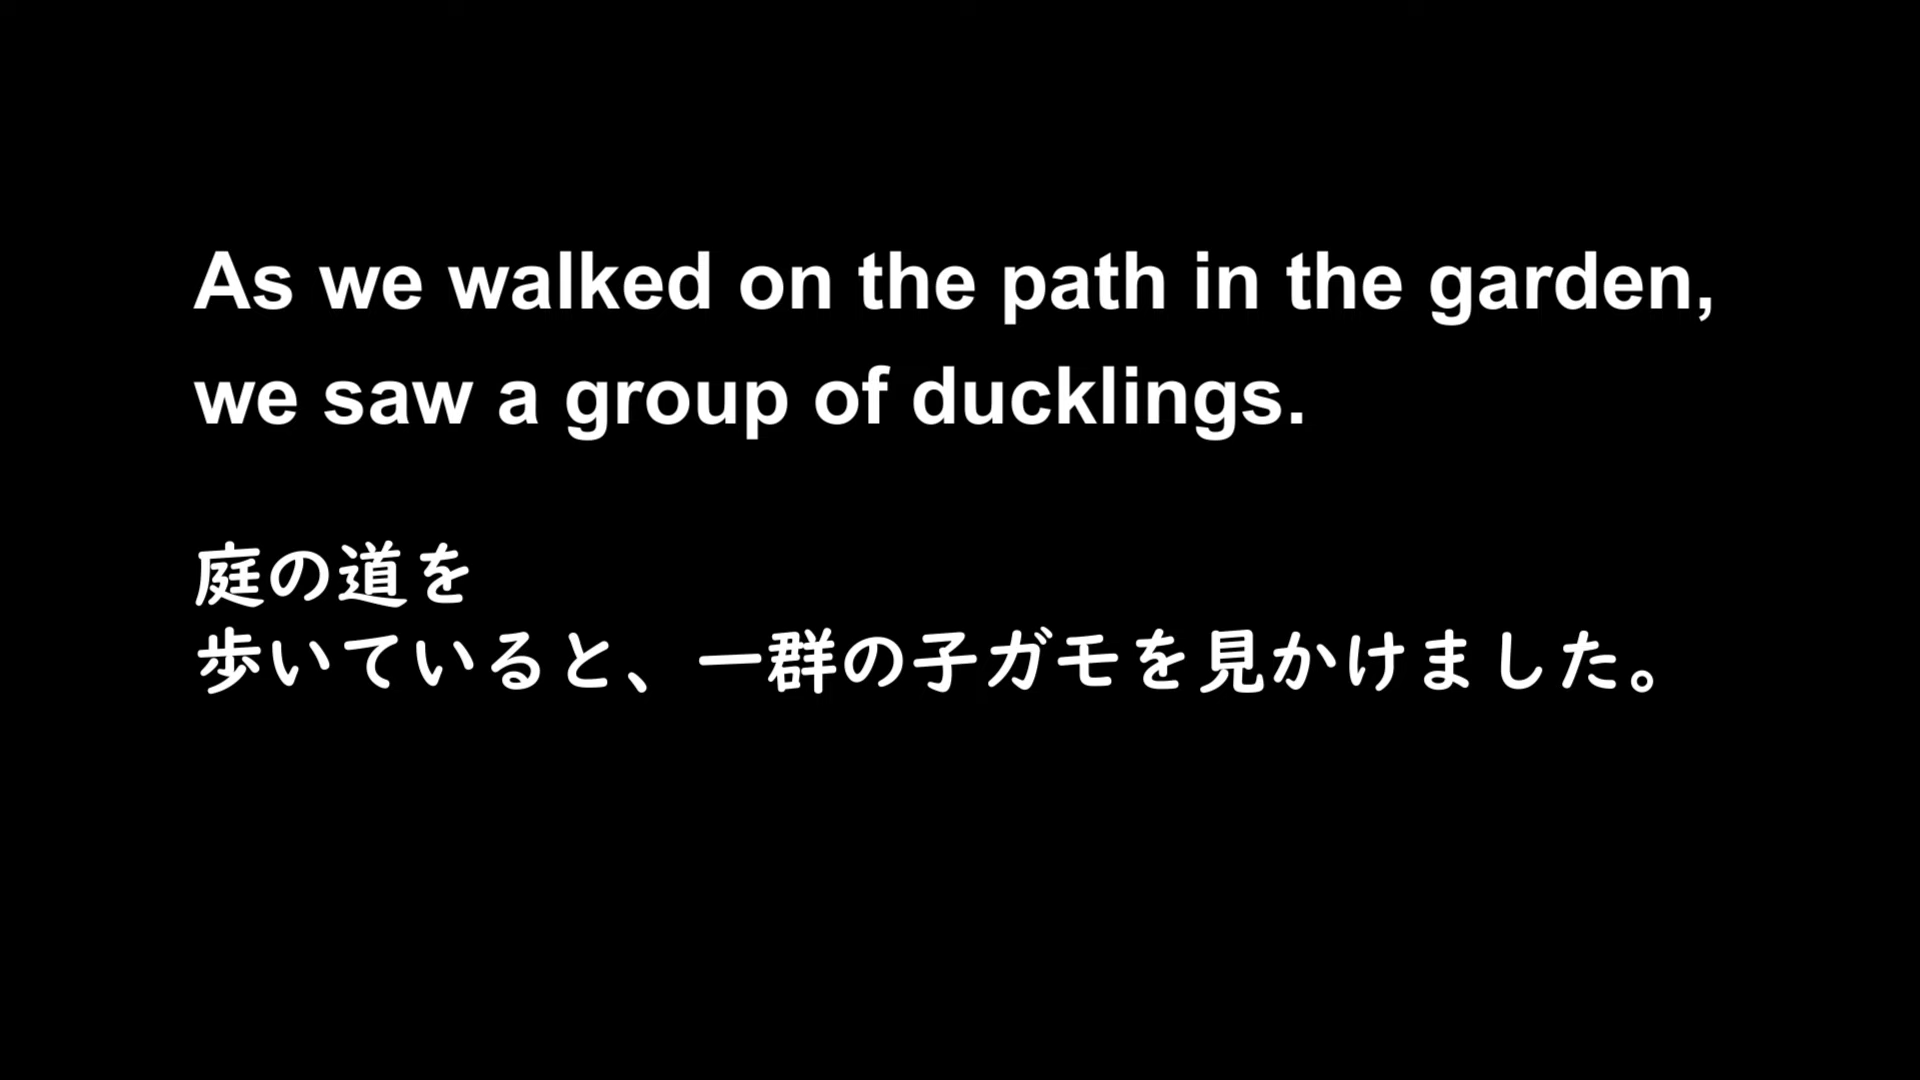 As we walked on the path in the garden,
we saw a group of ducklings.
庭の道を
歩いていると、一群の子ガモを見かけました。